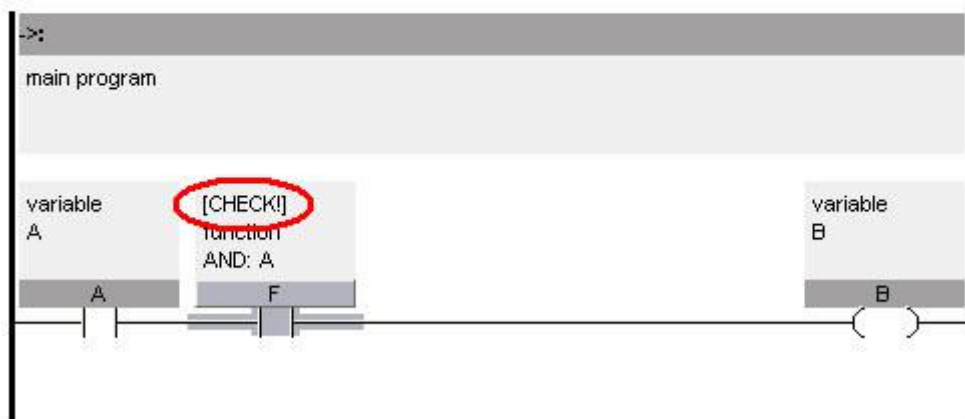 ->:
main program
variable
A
[CHECK!]
function
AND: A
variable
B
A
F
B